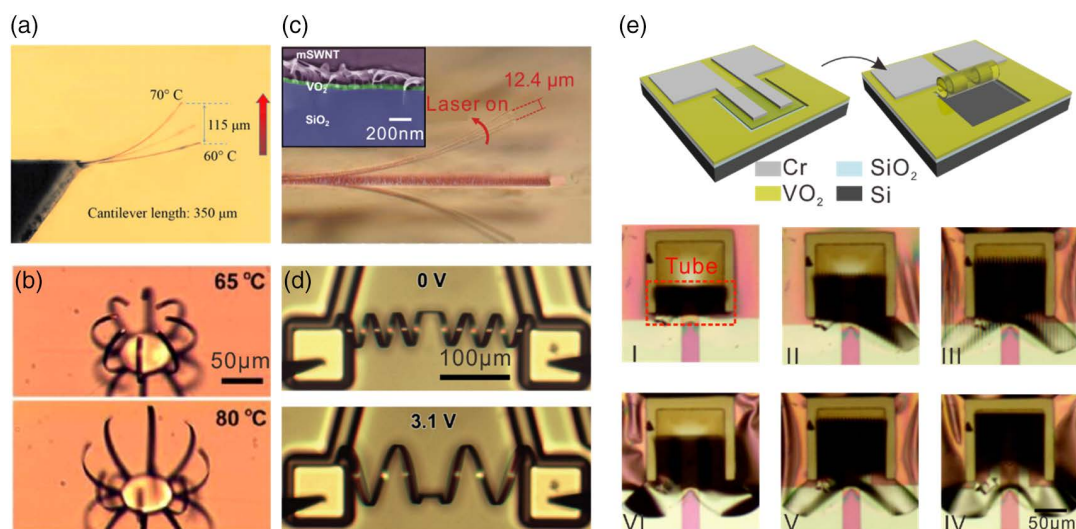 (a)
70° C
115 μm
60° C
Cantilever length: 350 μm
(b)
65 °C
50μm
80 °C
(c)
mSWNT
VO2
SiO2
200nm
Laser on
12.4 μm
(d)
0 V
100μm
3.1 V
(e)
Cr
SiO2
VO2
Si
Tube
I
II
III
VI
V
IV
50μm